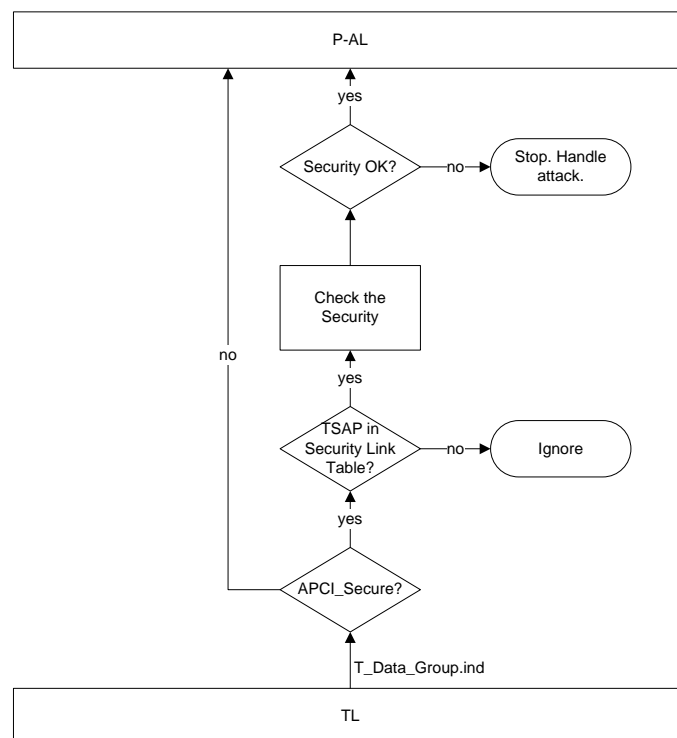 P-AL
yes
Security OK?
no
Stop. Handle
attack.
Check the
Security
no
yes
TSAP in
Security Link
Table?
no
Ignore
yes
APCI_Secure?
T_Data_Group.ind
TL